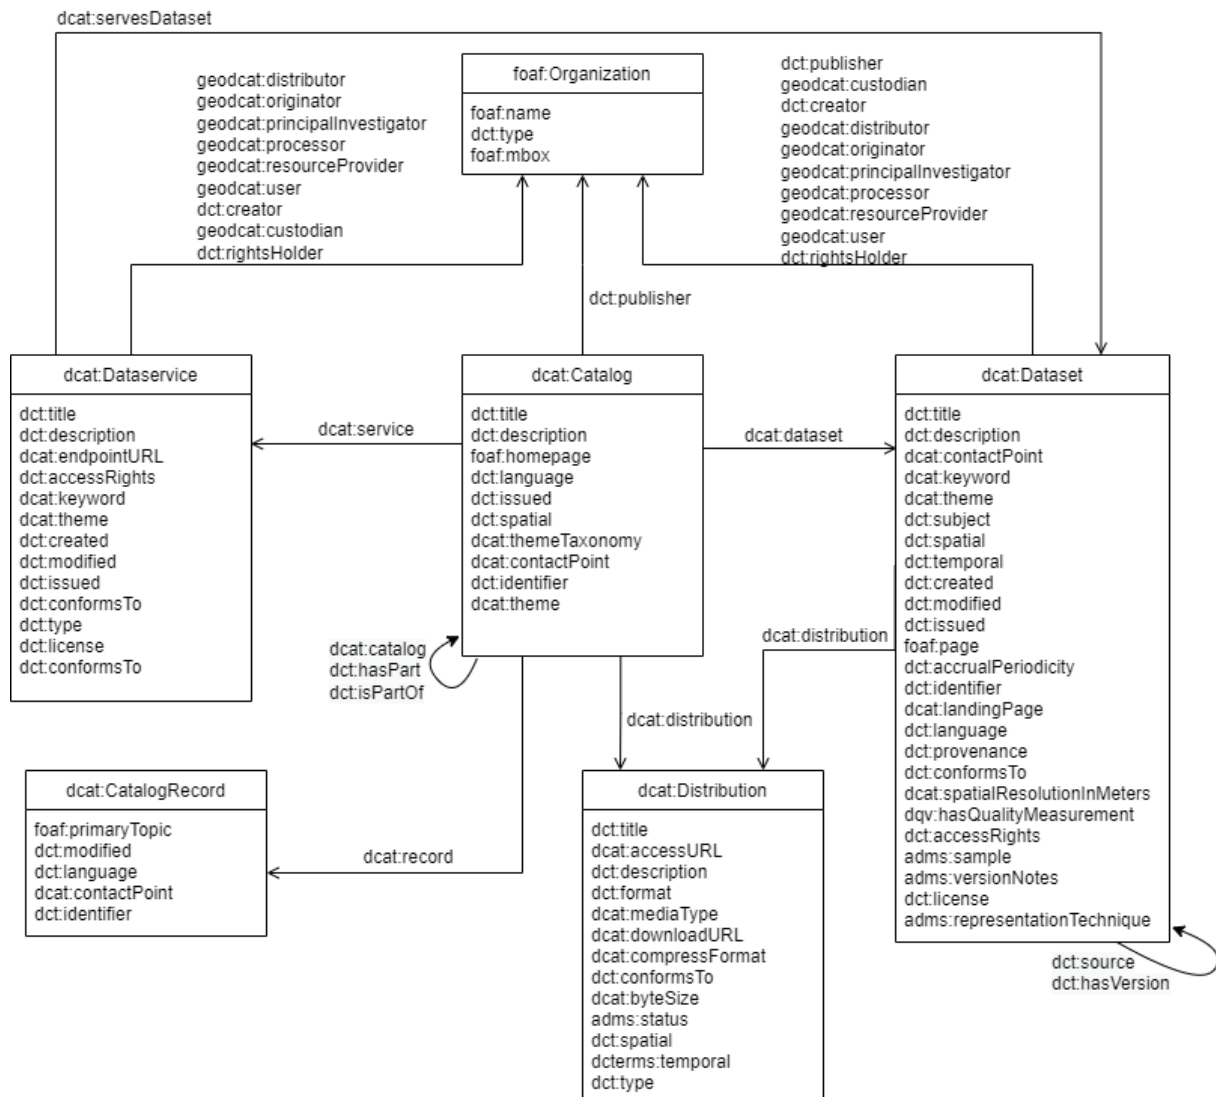 dcat:servesDataset
geodcat:distributor
geodcat:originator
geodcat:principalInvestigator
geodcat:processor
geodcat:resourceProvider
geodcat:user
dct:creator
geodcat:custodian
dct:rightsHolder
foaf:Organization
foaf:name
dct:type
foaf:mbox
dct:publisher
geodcat:custodian
dct:creator
geodcat:distributor
geodcat:originator
geodcat:principalInvestigator
geodcat:processor
geodcat:resourceProvider
geodcat:user
dct:rightsHolder
dct:publisher
dcat:Dataservice
dct:title
dct:description
dcat:endpointURL
dct:accessRights
dcat:keyword
dcat:theme
dct:created
dct:modified
dct:issued
dct:conformsTo
dct:type
dct:license
dct:conformsTo
dcat:service
dcat:Catalog
dct:title
dct:description
foaf:homepage
dct:language
dct:issued
dct:spatial
dcat:themeTaxonomy
dcat:contactPoint
dct:identifier
dcat:theme
dcat:dataset
dcat:Dataset
dct:title
dct:description
dcat:contactPoint
dcat:keyword
dcat:theme
dct:subject
dct:spatial
dct:temporal
dct:created
dct:modified
dct:issued
foaf:page
dct:accrualPeriodicity
dct:identifier
dcat:landingPage
dct:language
dct:provenance
dct:conformsTo
dcat:spatialResolutionInMeters
dqv:hasQualityMeasurement
dct:accessRights
adms:sample
adms:versionNotes
dct:license
adms:representationTechnique
dcat:catalog
dct:hasPart
dct:isPartOf
dcat:distribution
dcat:distribution
dcat:CatalogRecord
foaf:primaryTopic
dct:modified
dct:language
dcat:contactPoint
dct:identifier
dcat:record
dcat:Distribution
dct:title
dcat:accessURL
dct:description
dct:format
dcat:mediaType
dcat:downloadURL
dcat:compressFormat
dct:conformsTo
dcat:byteSize
adms:status
dct:spatial
dcterms:temporal
dct:type
dct:source
dct:hasVersion